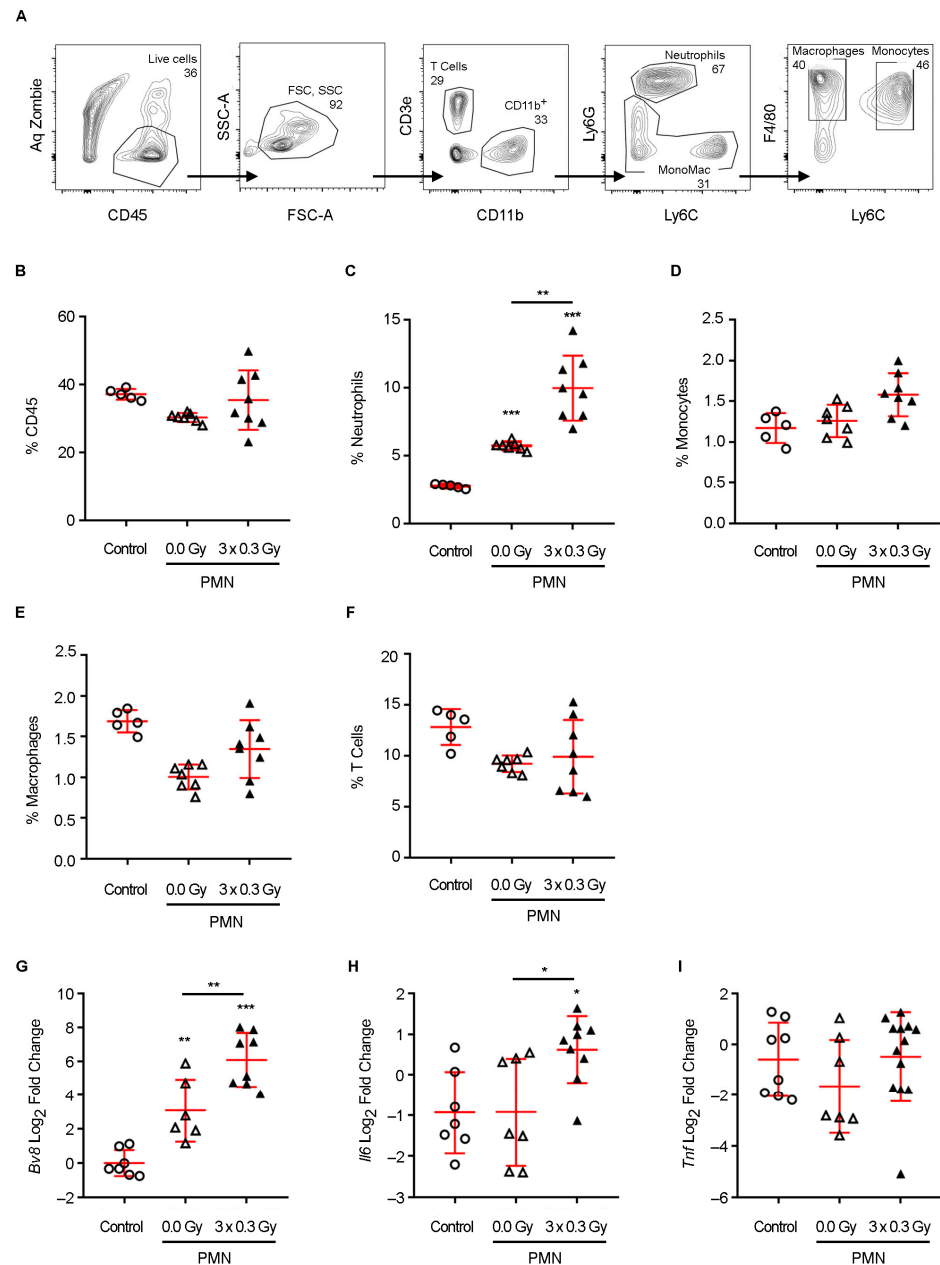 A
Aq Zombie
Live cells
36
CD45
SSC-A
FSC, SSC
92
FSC-A
CD3e
T Cells
29
CD11b+
33
CD11b
Ly6G
Neutrophils
67
MonoMac
31
Ly6C
F4/80
Macrophages Monocytes
40 46
Ly6C
B
% CD45
60
40
20
0
Control 0.0 Gy 3 x 0.3 Gy
PMN
C
% Neutrophils
15
10
5
0
**
***
***
Control 0.0 Gy 3 x 0.3 Gy
PMN
D
% Monocytes
2.5
2.0
1.5
1.0
0.5
0.0
Control 0.0 Gy 3 x 0.3 Gy
PMN
E
% Macrophages
2.5
2.0
1.5
1.0
0.5
0.0
Control 0.0 Gy 3 x 0.3 Gy
PMN
F
% T Cells
20
15
10
5
0
Control 0.0 Gy 3 x 0.3 Gy
PMN
G
Bv8 Log2 Fold Change
10
8
6
4
2
0
–2
**
***
**
Control 0.0 Gy 3 x 0.3 Gy
PMN
H
Il6 Log2 Fold Change
2
1
0
–1
–2
–3
*
*
Control 0.0 Gy 3 x 0.3 Gy
PMN
I
Tnf Log2 Fold Change
2
0
–2
–4
–6
Control 0.0 Gy 3 x 0.3 Gy
PMN